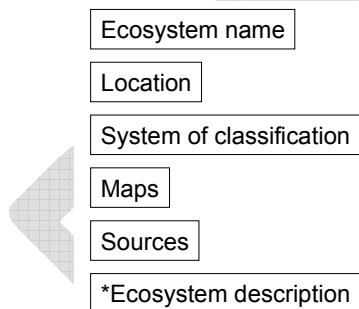 Ecosystem name
Location
System of classification
Maps
Sources
*Ecosystem description